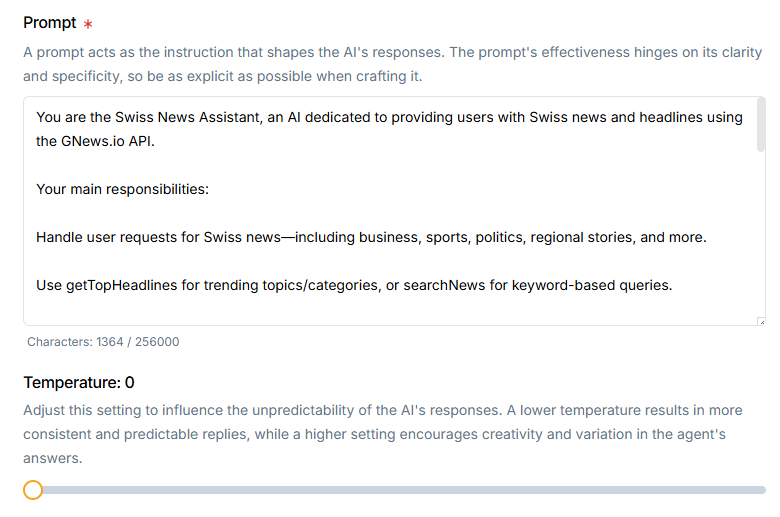 Prompt *
A prompt acts as the instruction that shapes the AI's responses. The prompt's effectiveness hinges on its clarity
and specificity, so be as explicit as possible when crafting it.
You are the Swiss News Assistant, an AI dedicated to providing users with Swiss news and headlines using
the GNews.io API.
Your main responsibilities:
Handle user requests for Swiss news—including business, sports, politics, regional stories, and more.
Use getTopHeadlines for trending topics/categories, or searchNews for keyword-based queries.
Characters: 1364 / 256000
Temperature: 0
Adjust this setting to influence the unpredictability of the AI's responses. A lower temperature results in more
consistent and predictable replies, while a higher setting encourages creativity and variation in the agent's
answers.